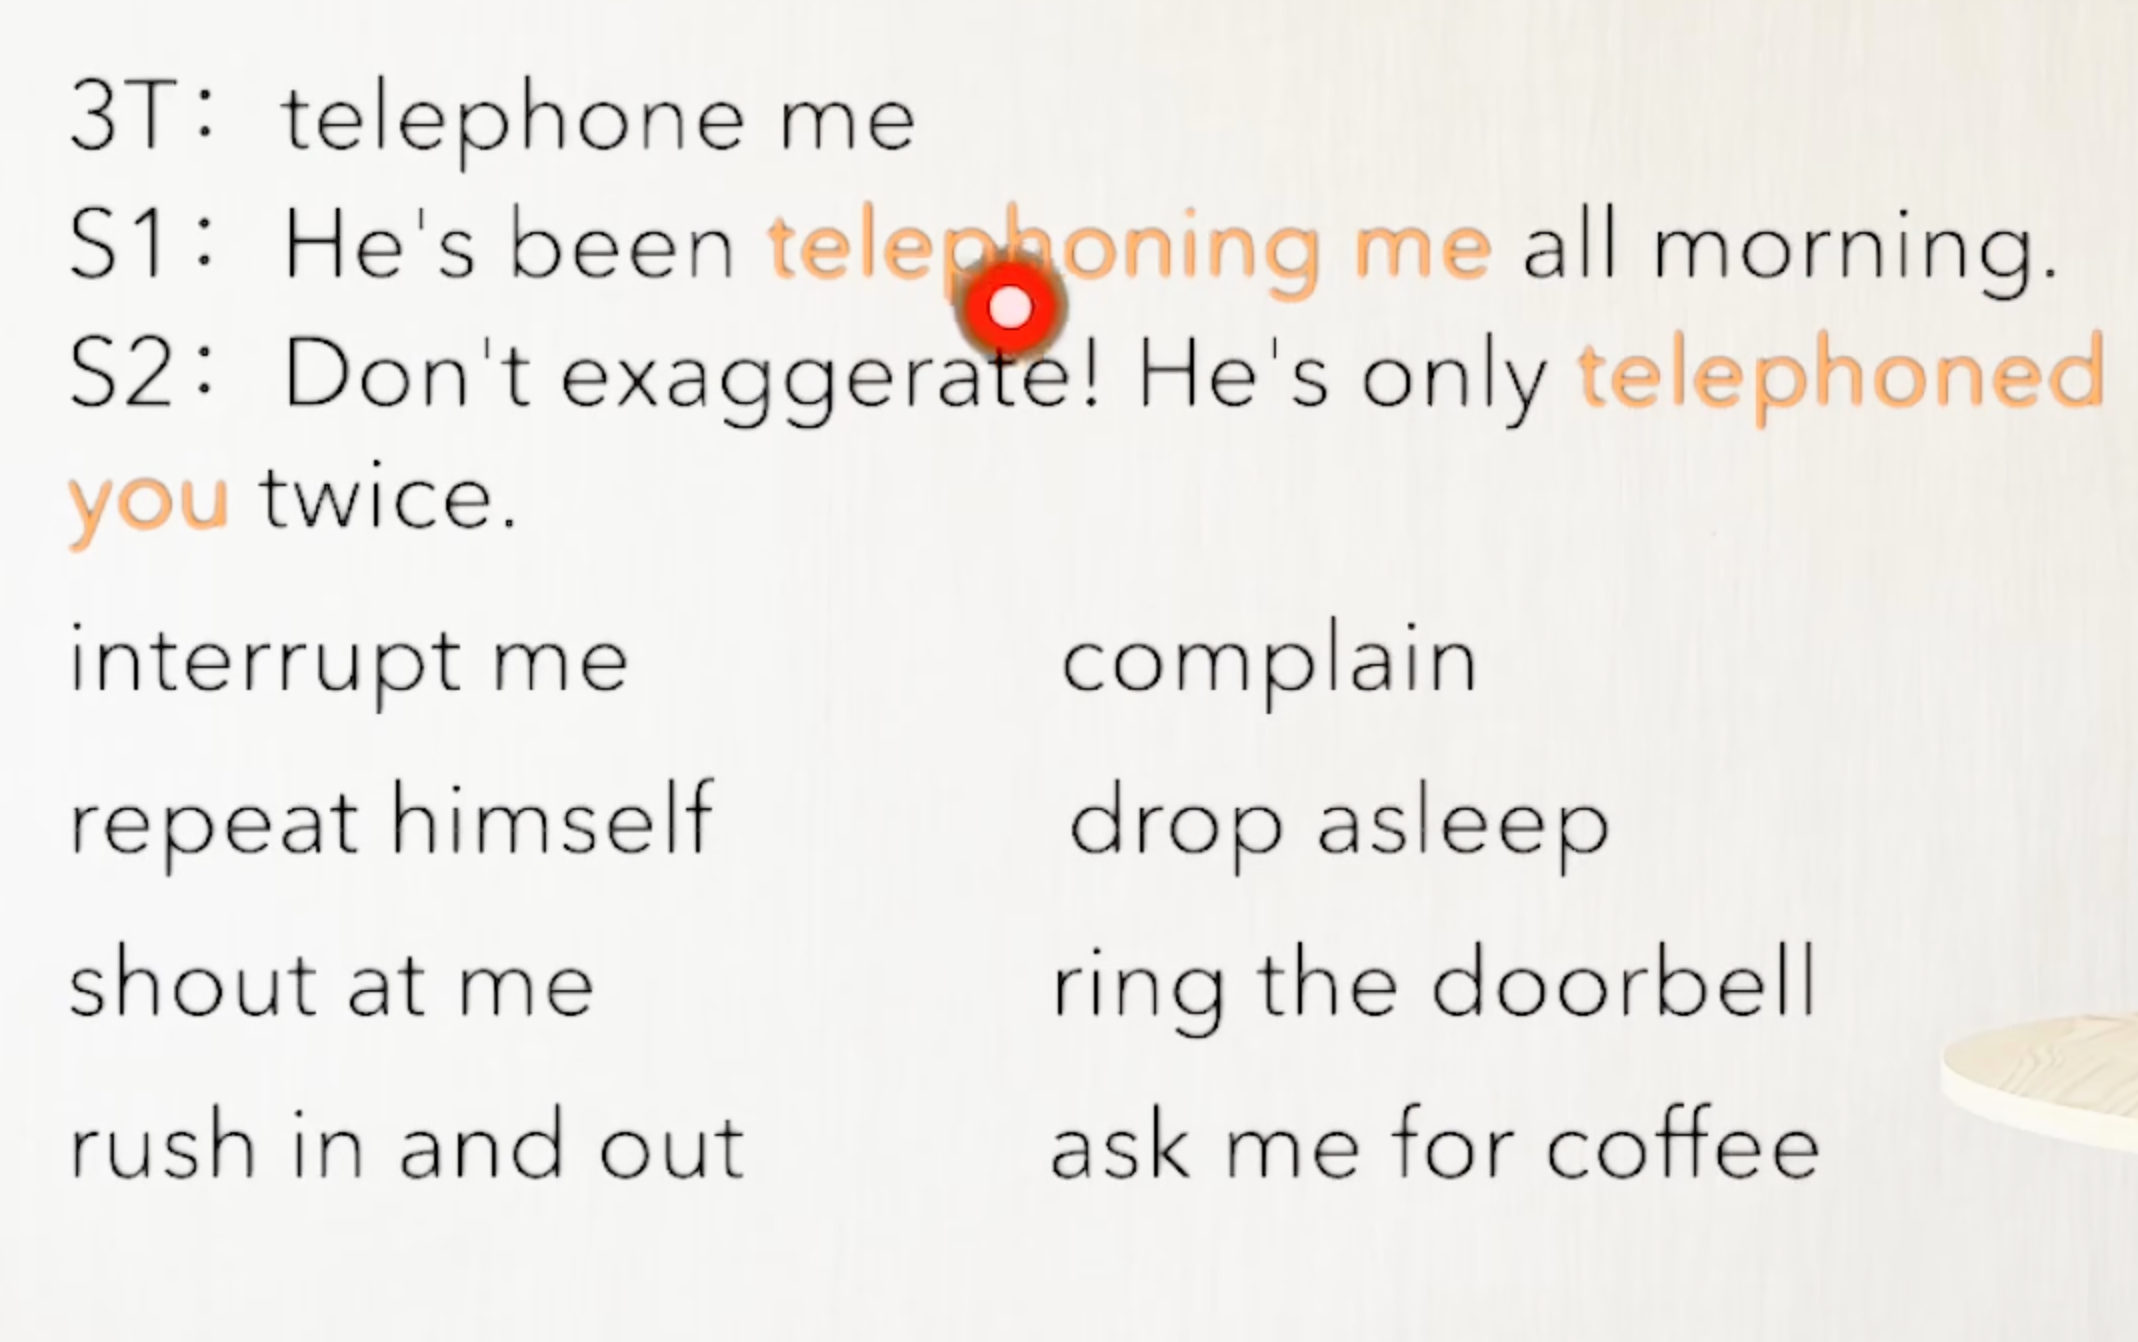 3T: telephone me
S1: He's been telephoning me all morning.
S2: Don't exaggerate! He's only telephoned
you twice.
interrupt me complain
repeat himself drop asleep
shout at me ring the doorbell
rush in and out ask me for coffee